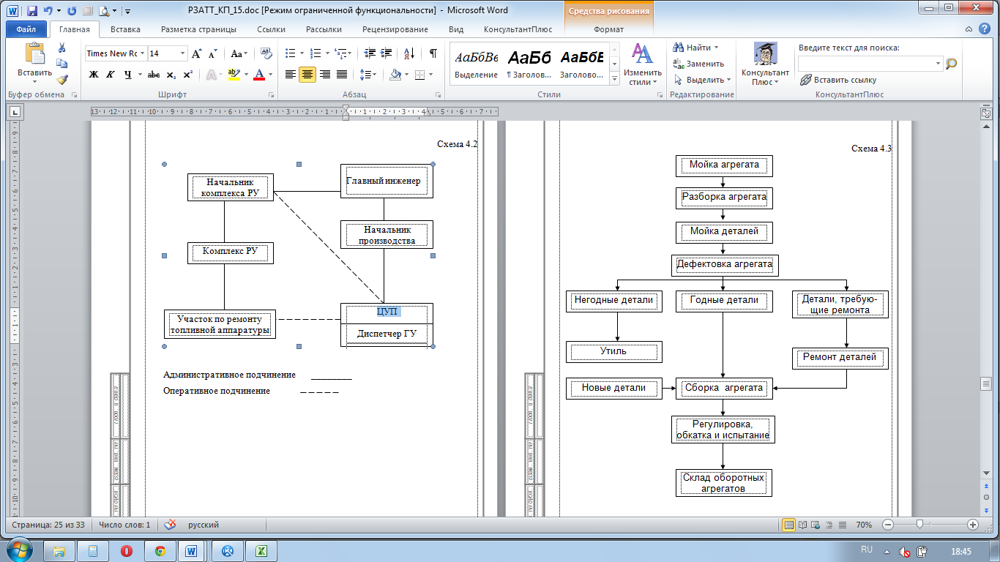 РЗАТТ_КП_15.doc [Режим ограниченной функциональности] - Microsoft Word
Средства рисования
Файл
Главная
Вставка
Разметка страницы
Ссылки
Рассылки
Рецензирование
Вид
КонсультантПлюс
Формат
Вставить
Буфер обмена
Times New Ro
14
Ж К Ч abc x₂ x²
Шрифт
Абзац
АаБбВв
АаБб
АаБбВ
Выделение
¶ Заголов...
Заголово...
Стили
Изменить
стили
Найти
Заменить
Выделить
Редактирование
Консультант
Плюс
Введите текст для поиска:
Вставить ссылку
КонсультантПлюс
Схема 4.2
Начальник
комплекса РУ
Главный инженер
Начальник
производства
Комплекс РУ
ЦУП
Участок по ремонту
топливной аппаратуры
Диспетчер ГУ
Административное подчинение
Оперативное подчинение
Схема 4.3
Мойка агрегата
Разборка агрегата
Мойка деталей
Дефектовка агрегата
Негодные детали
Годные детали
Детали, требую-
щие ремонта
Утиль
Ремонт деталей
Новые детали
Сборка агрегата
Регулировка,
обкатка и испытание
Склад оборотных
агрегатов
Страница: 25 из 33
Число слов: 1
русский
70%
RU
18:45